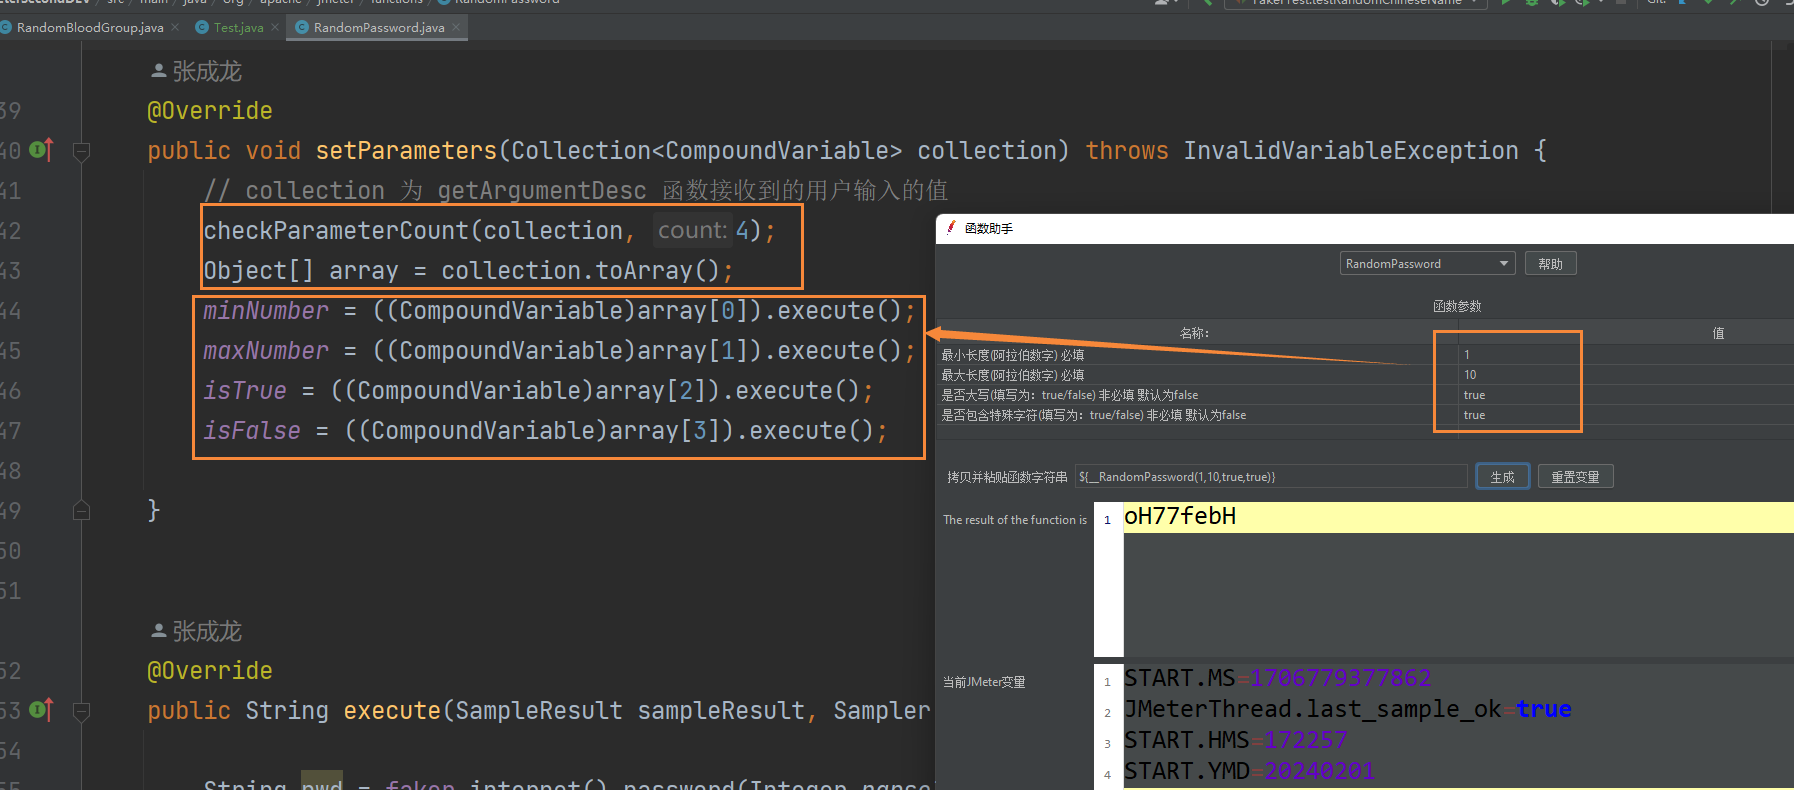 RandomBloodGroup.java
Test.java
RandomPassword.java
张成龙
39
@Override
40
public void setParameters(Collection<CompoundVariable> collection) throws InvalidVariableException {
41
// collection 为 getArgumentDesc 函数接收到的用户输入的值
42
checkParameterCount(collection, count: 4);
43
Object[] array = collection.toArray();
44
minNumber = ((CompoundVariable)array[0]).execute();
45
maxNumber = ((CompoundVariable)array[1]).execute();
46
isTrue = ((CompoundVariable)array[2]).execute();
47
isFalse = ((CompoundVariable)array[3]).execute();
48
49
}
50
51
张成龙
52
@Override
53
public String execute(SampleResult sampleResult, Sampler
54
函数助手
RandomPassword
帮助
函数参数
名称:
值
最小长度(阿拉伯数字) 必填
1
最大长度(阿拉伯数字) 必填
10
是否大写(填写为: true/false) 非必填 默认为false
true
是否包含特殊字符(填写为: true/false) 非必填 默认为false
true
拷贝并粘贴函数字符串
${__RandomPassword(1,10,true,true)}
生成
重置变量
The result of the function is
1
oH77febH
当前JMeter变量
1
START.MS=1706779377862
2
JMeterThread.last_sample_ok=true
3
START.HMS=172257
4
START.YMD=20240201